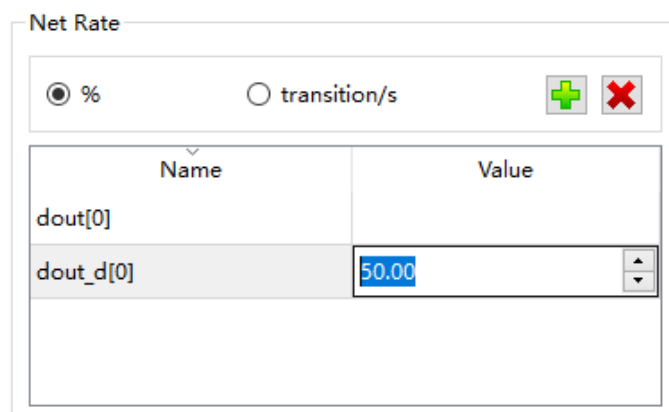 Net Rate
% transition/s
Name Value
dout[0]
dout_d[0] 50.00